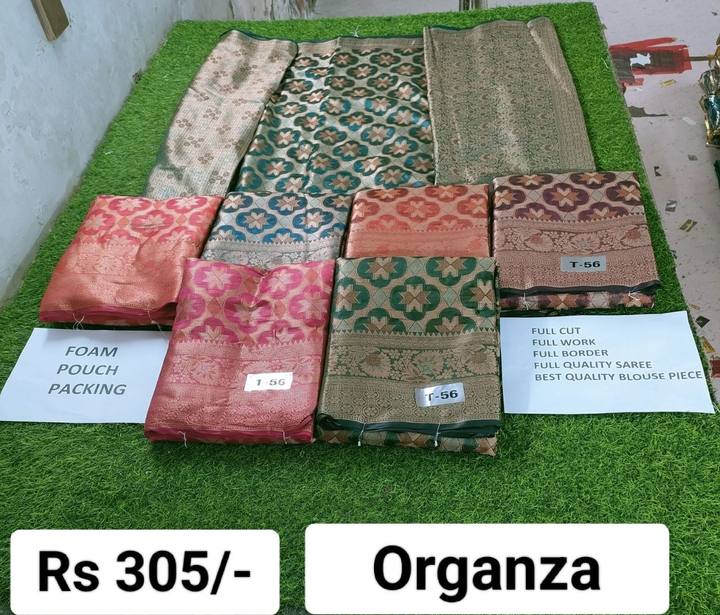 T-56
T-56
T-56
FOAM
POUCH
PACKING
FULL CUT
FULL WORK
FULL BORDER
FULL QUALITY SAREE
BEST QUALITY BLOUSE PIECE
Rs 305/-
Organza